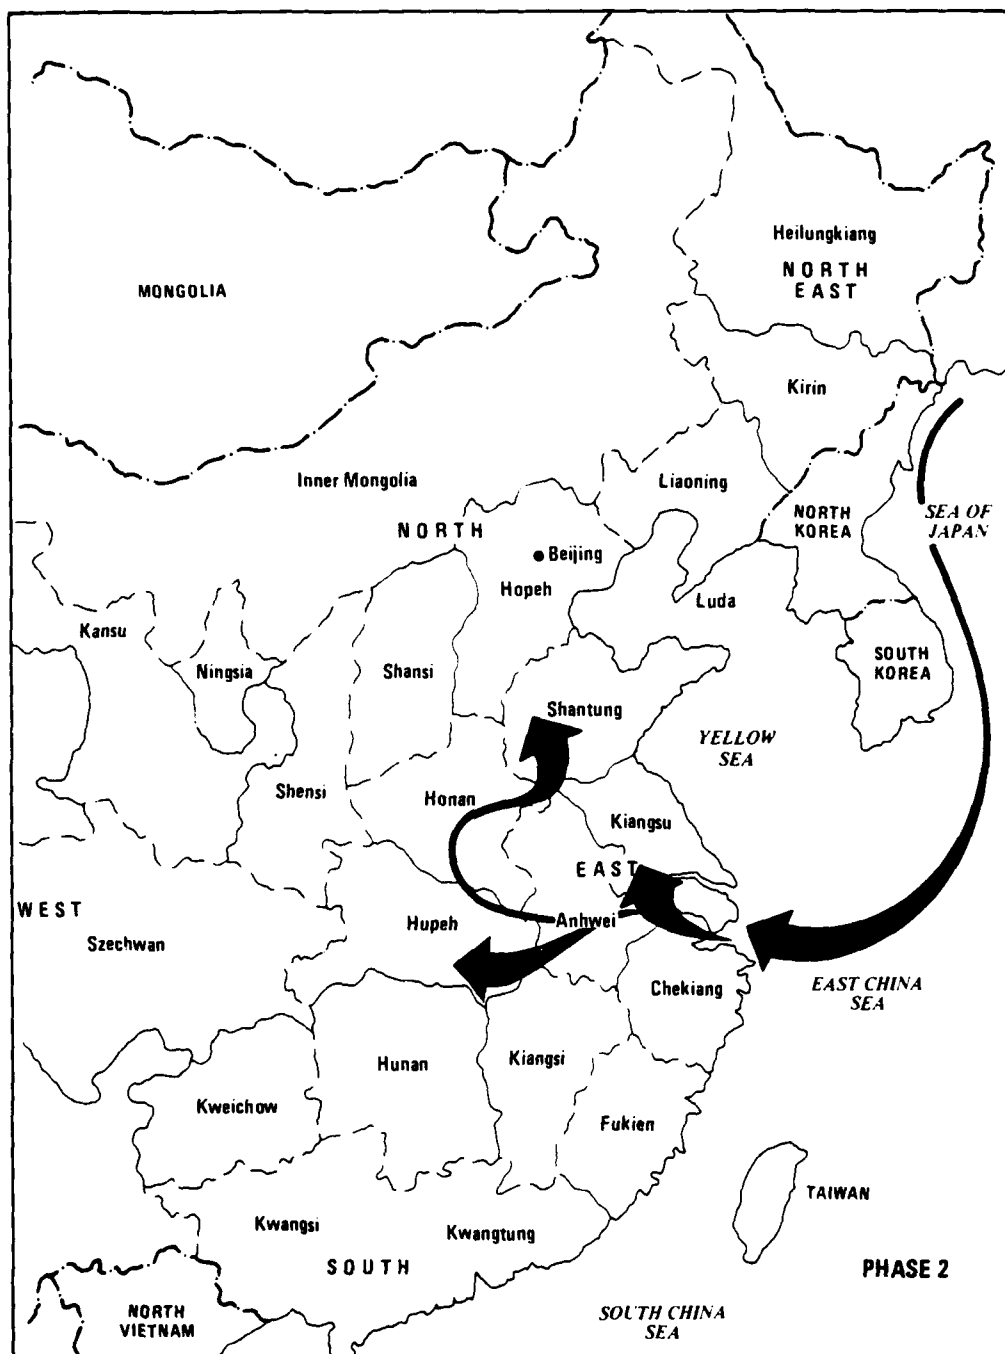 Heilungkiang
NORTH
EAST
MONGOLIA
Kirin
Inner Mongolia
Liaoning
NORTH
KOREA
SEA OF
JAPAN
NORTH
Beijing
Hopeh
Luda
Kansu
Ningsia
Shansi
SOUTH
KOREA
Shantung
YELLOW
SEA
Shensi
Honan
Kiangsu
EAST
WEST
Szechwan
Hupeh
Anhwei
Chekiang
EAST CHINA
SEA
Hunan
Kiangsi
Kweichow
Fukien
TAIWAN
Kwangsi
Kwangtung
SOUTH
PHASE 2
NORTH
VIETNAM
SOUTH CHINA
SEA